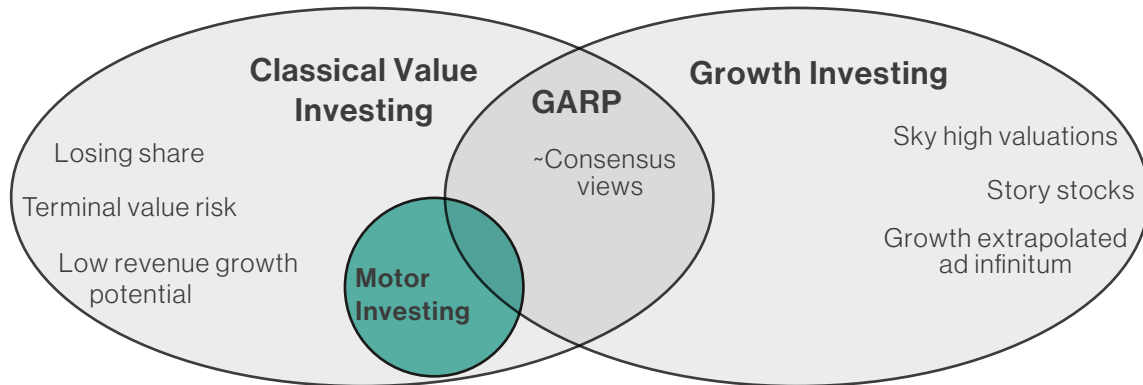 Classical Value
Investing
Losing share
Terminal value risk
Low revenue growth
potential
Motor
Investing
GARP
~Consensus
views
Growth Investing
Sky high valuations
Story stocks
Growth extrapolated
ad infinitum